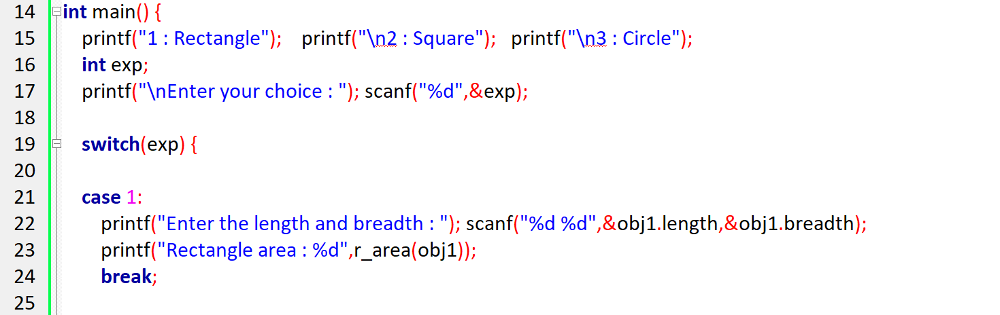 14 int main() {
15 printf("1 : Rectangle"); printf("\n2 : Square"); printf("\n3 : Circle");
16 int exp;
17 printf("\nEnter your choice : "); scanf("%d",&exp);
18
19 switch(exp) {
20
21 case 1:
22 printf("Enter the length and breadth : "); scanf("%d %d",&obj1.length,&obj1.breadth);
23 printf("Rectangle area : %d",r_area(obj1));
24 break;
25